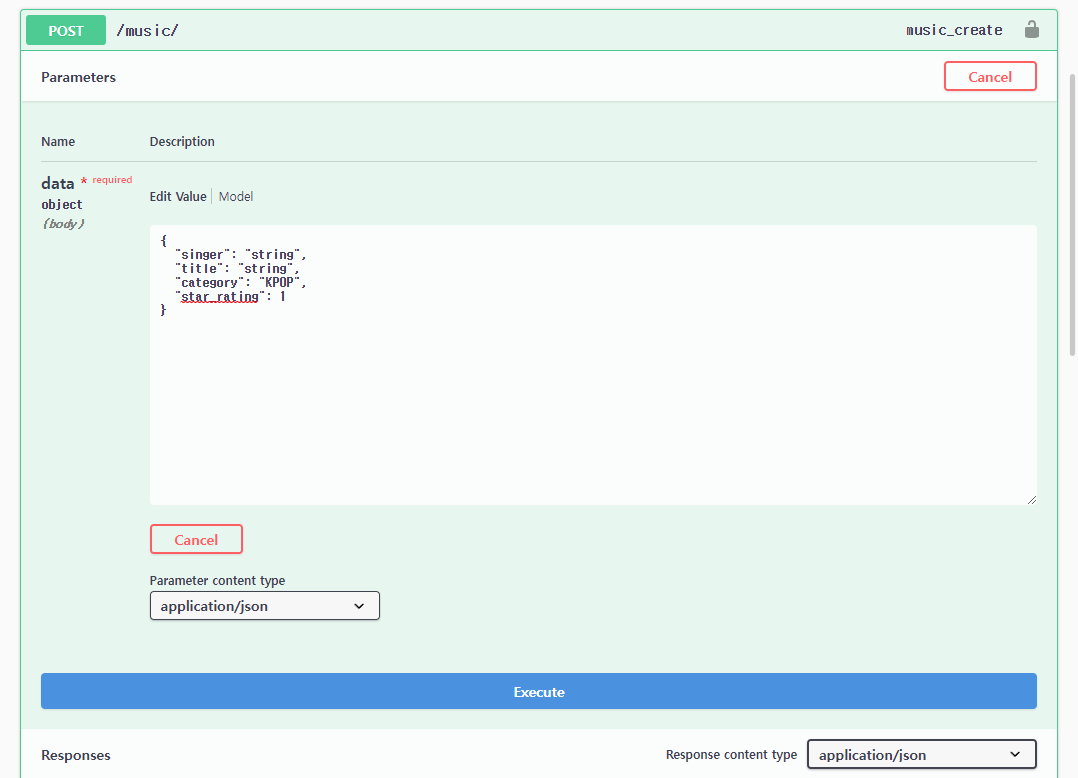 POST /music/ music_create
Parameters Cancel
Name Description
data * required
object
(body)
Edit Value | Model
{
  "singer": "string",
  "title": "string",
  "category": "KPOP",
  "star_rating": 1
}
Cancel
Parameter content type
application/json
Execute
Responses Response content type application/json